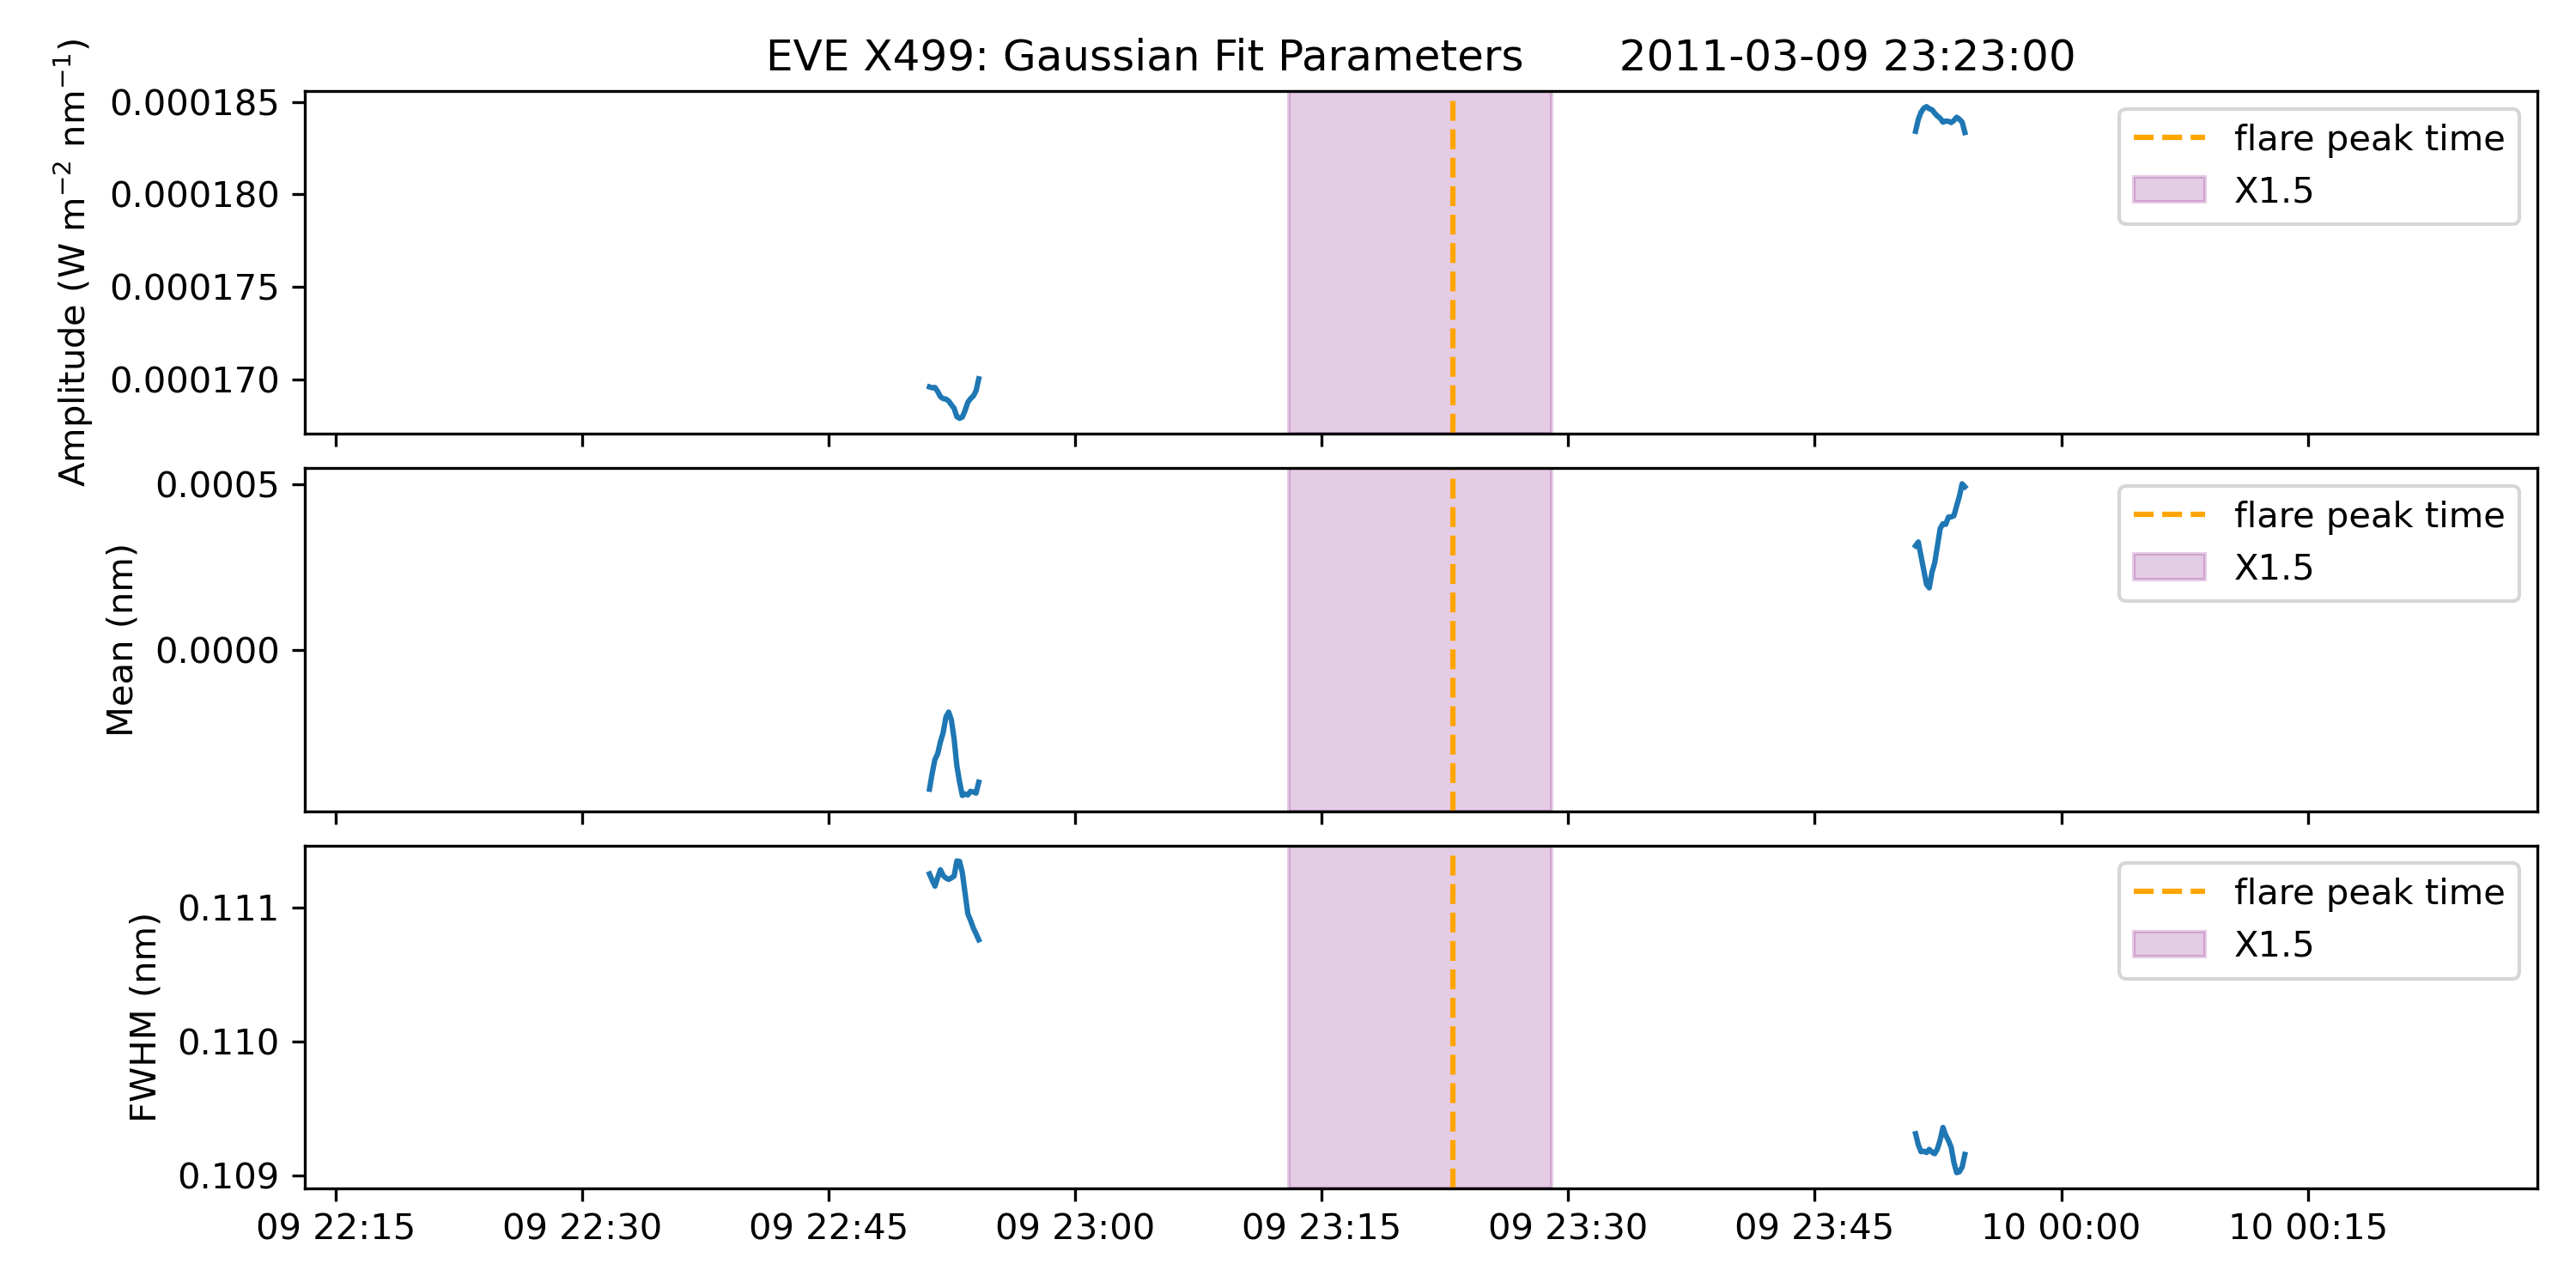 EVE X499: Gaussian Fit Parameters 2011-03-09 23:23:00
Amplitude (W m⁻² nm⁻¹)
0.000185
0.000180
0.000175
0.000170
flare peak time
X1.5
Mean (nm)
0.0005
0.0000
flare peak time
X1.5
FWHM (nm)
0.111
0.110
0.109
flare peak time
X1.5
09 22:15 09 22:30 09 22:45 09 23:00 09 23:15 09 23:30 09 23:45 10 00:00 10 00:15